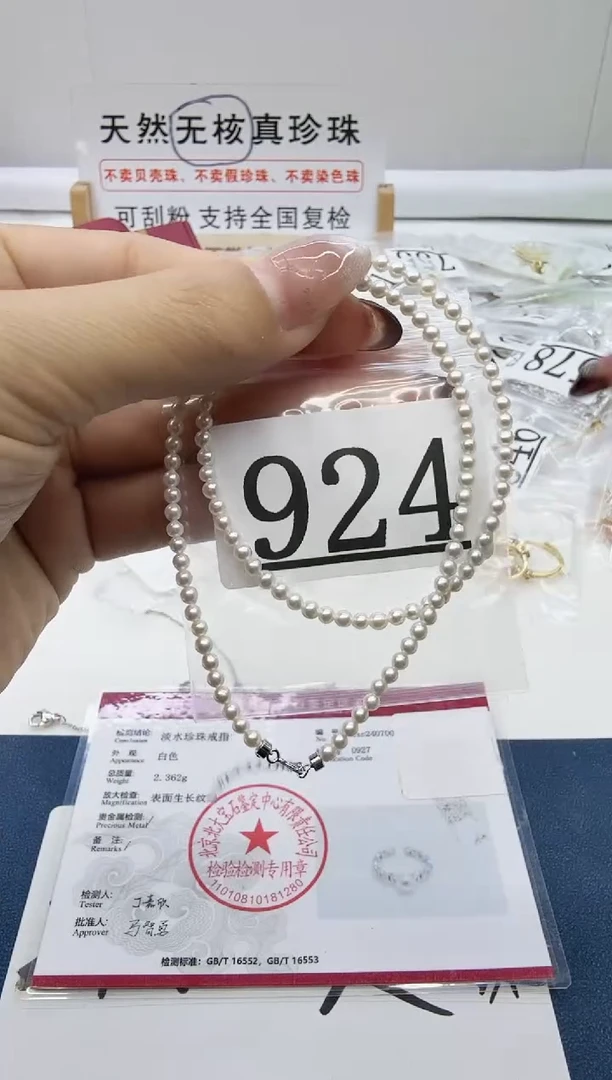 天然无核真珍珠
不卖贝壳珠、不卖假珍珠、不卖染色珠
可刮粉 支持全国复检
924
检验结论
Conclusion
淡水珍珠戒指
外观
Appearance
白色
总质量
Weight
2.362g
放大检查:
Magnification
表面生长纹
贵金属检测:
Precious Metal
/
备注:
Remarks
/
0927
检验检测专用章
11010810181280
检测人:
Tester
批准人:
Approver
检测标准: GB/T 16552, GB/T 16553